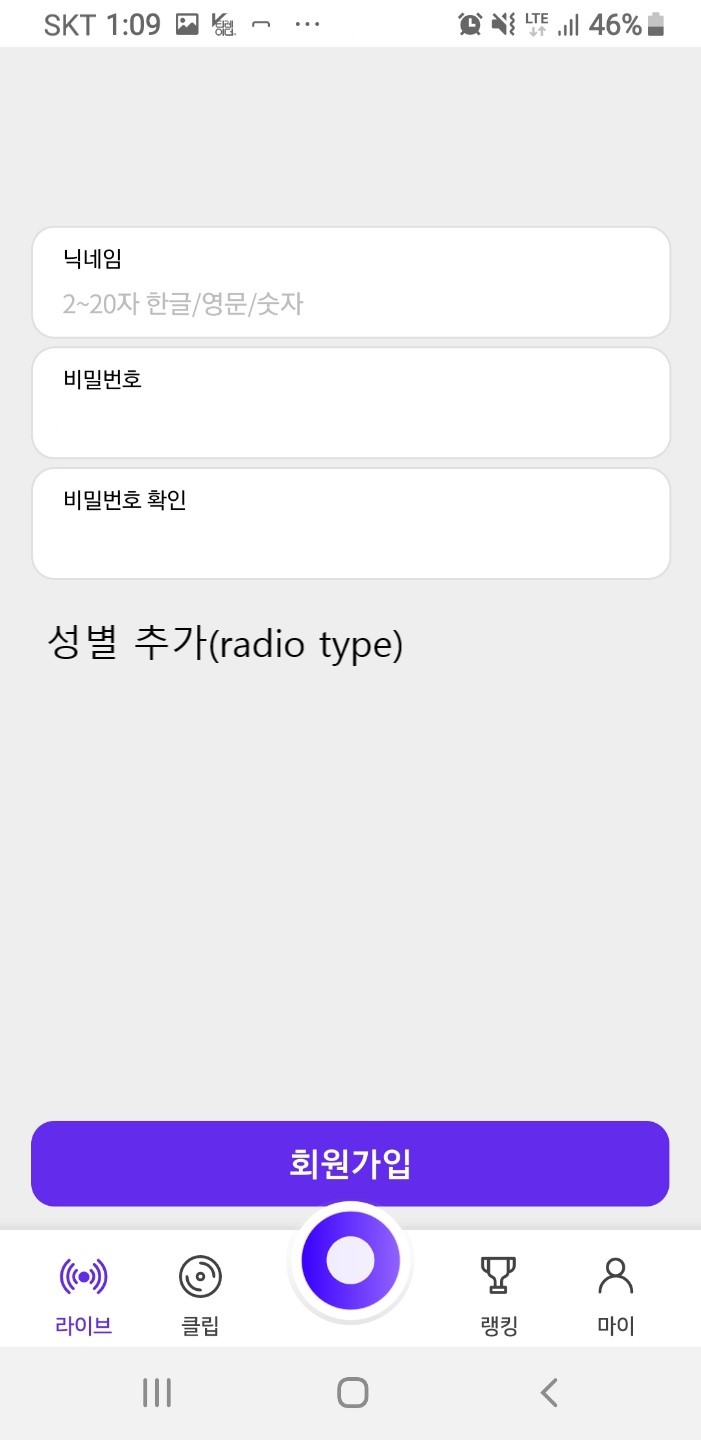 SKT 1:09 LTE 46%
닉네임
2~20자 한글/영문/숫자
비밀번호
비밀번호 확인
성별 추가(radio type)
회원가입
라이브 클립 랭킹 마이